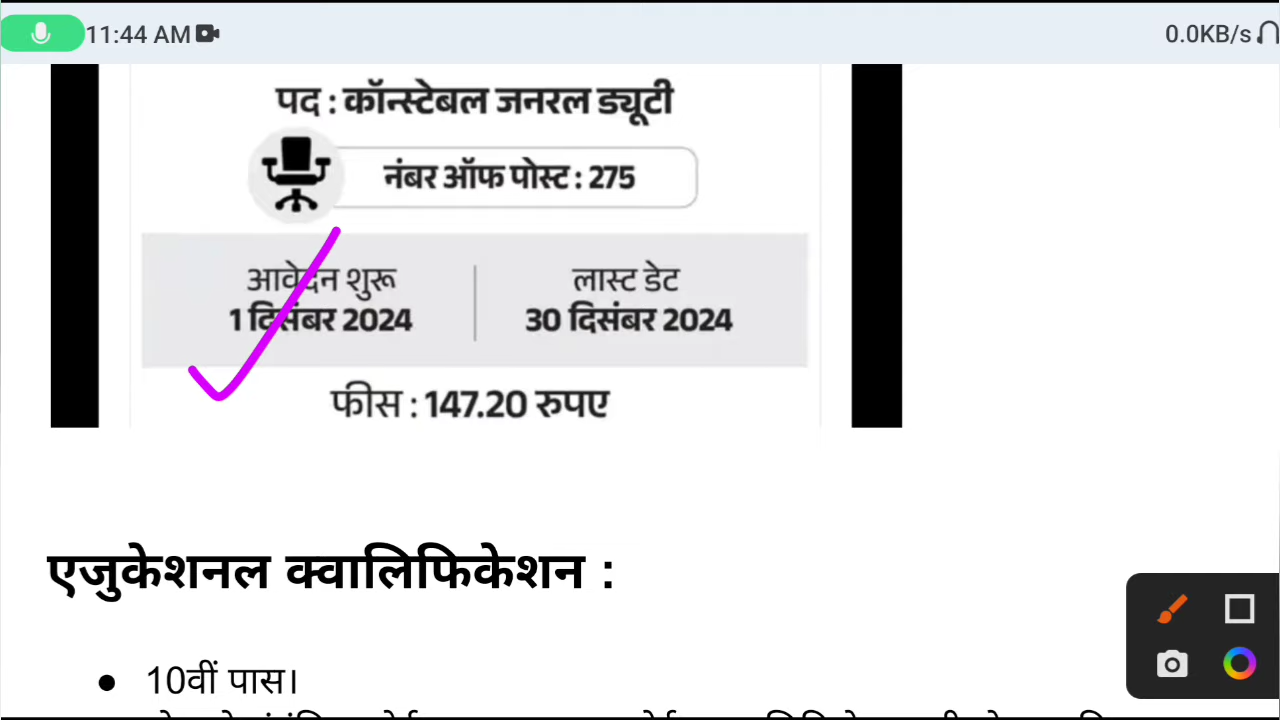 11:44 AM
0.0KB/s
पद : कॉन्स्टेबल जनरल ड्यूटी
नंबर ऑफ पोस्ट : 275
आवेदन शुरू
1 दिसंबर 2024
लास्ट डेट
30 दिसंबर 2024
फीस : 147.20 रुपए
एजुकेशनल क्वालिफिकेशन :
● 10वीं पास।